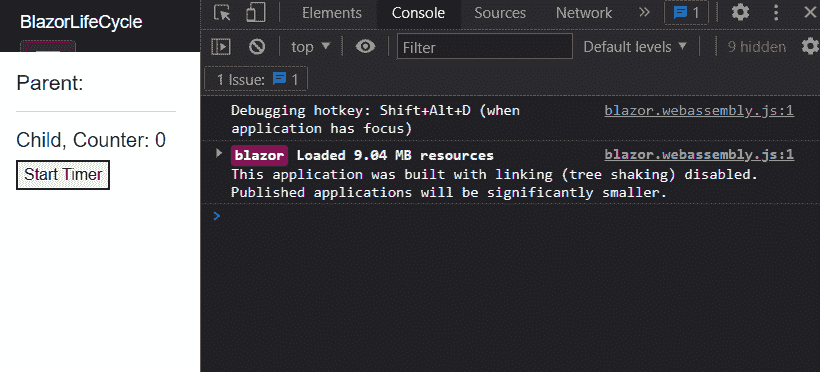 BlazorLifeCycle
Parent:
Child, Counter: 0
Start Timer
Elements Console Sources Network » 1
top ▼ Filter Default levels ▼ 9 hidden
1 Issue: 1
Debugging hotkey: Shift+Alt+D (when blazor.webassembly.js:1
application has focus)
blazor Loaded 9.04 MB resources blazor.webassembly.js:1
This application was built with linking (tree shaking) disabled.
Published applications will be significantly smaller.
>